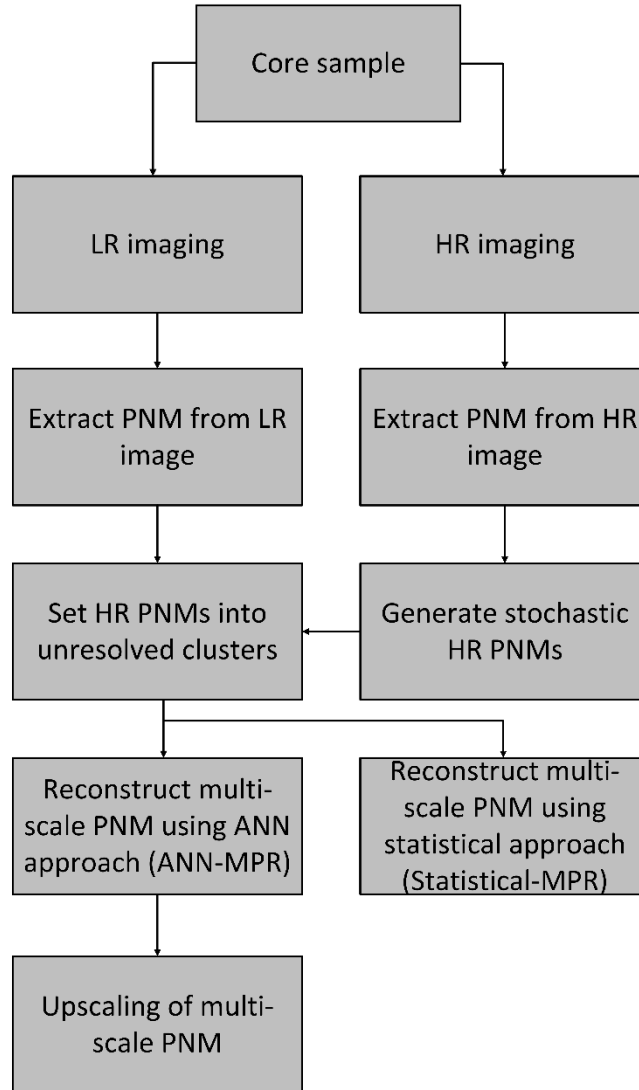 Core sample
LR imaging
HR imaging
Extract PNM from LR
image
Extract PNM from HR
image
Set HR PNMs into
unresolved clusters
Generate stochastic
HR PNMs
Reconstruct multi-
scale PNM using ANN
approach (ANN-MPR)
Reconstruct multi-
scale PNM using
statistical approach
(Statistical-MPR)
Upscaling of multi-
scale PNM